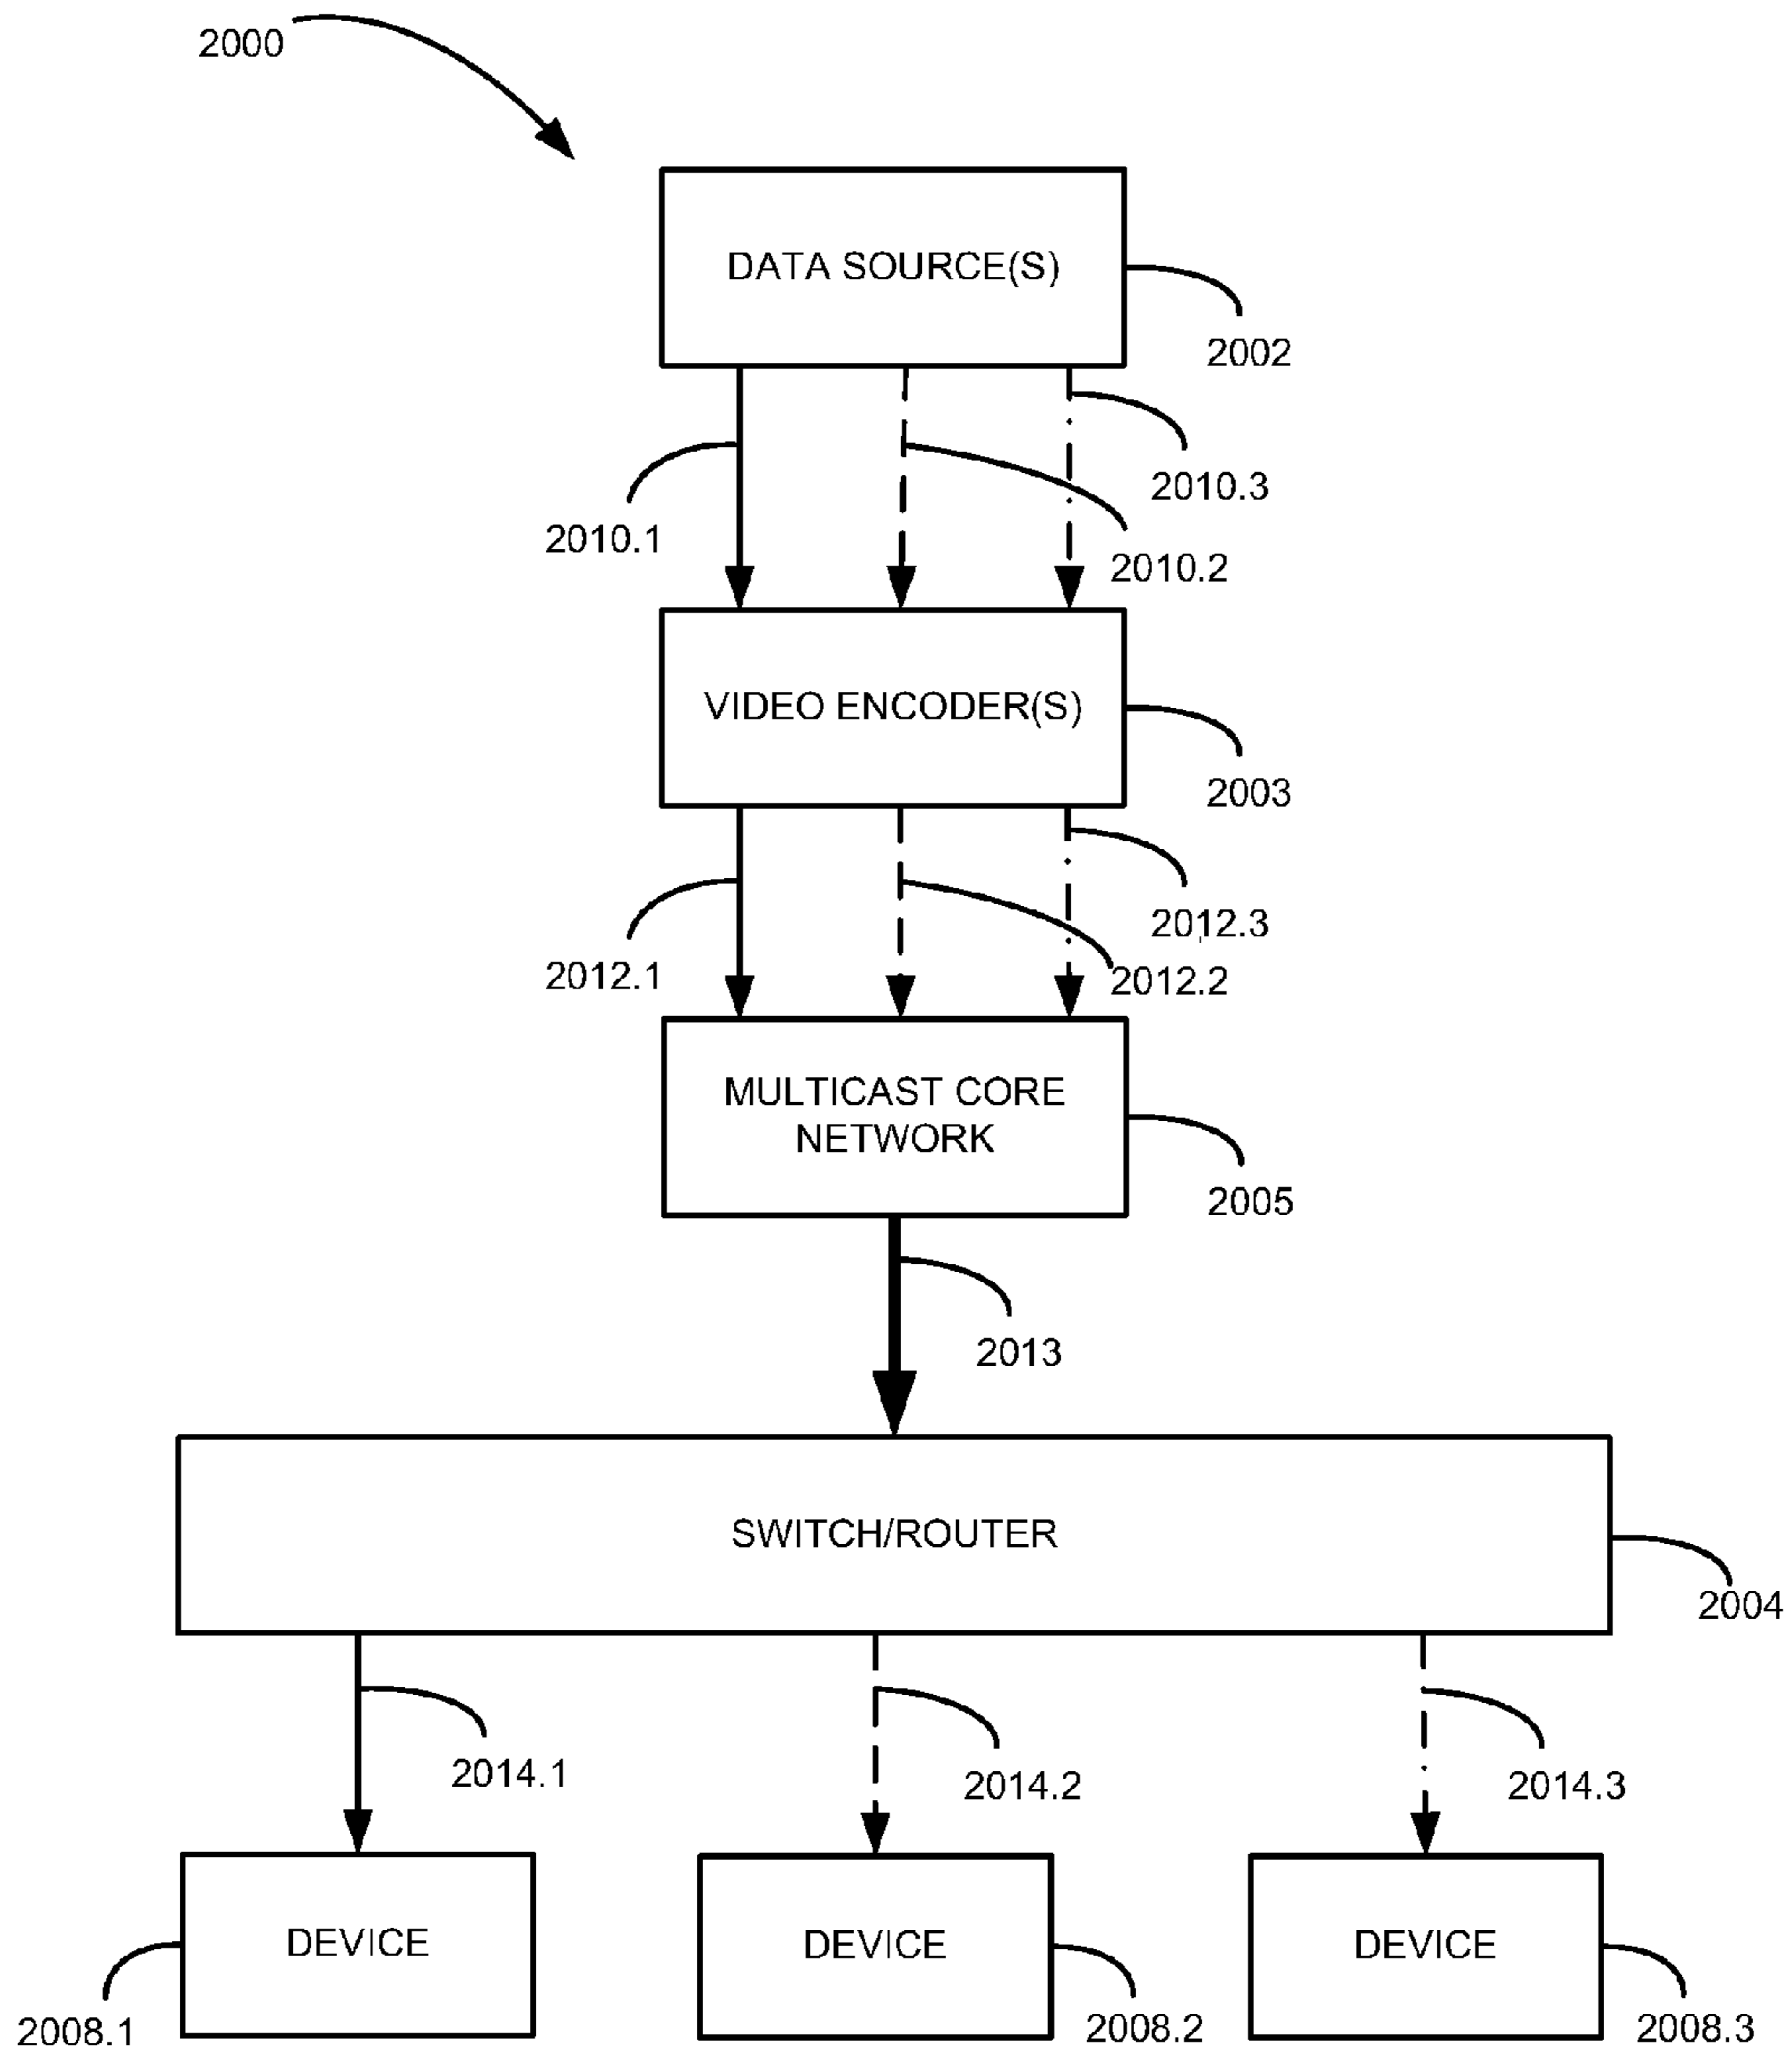 2000
DATA SOURCE(S)
2002
2010.3
2010.1
2010.2
VIDEO ENCODER(S)
2003
2012.3
2012.1
2012.2
MULTICAST CORE
NETWORK
2005
2013
SWITCH/ROUTER
2004
2014.1
2014.2
2014.3
DEVICE
DEVICE
DEVICE
2008.1
2008.2
2008.3